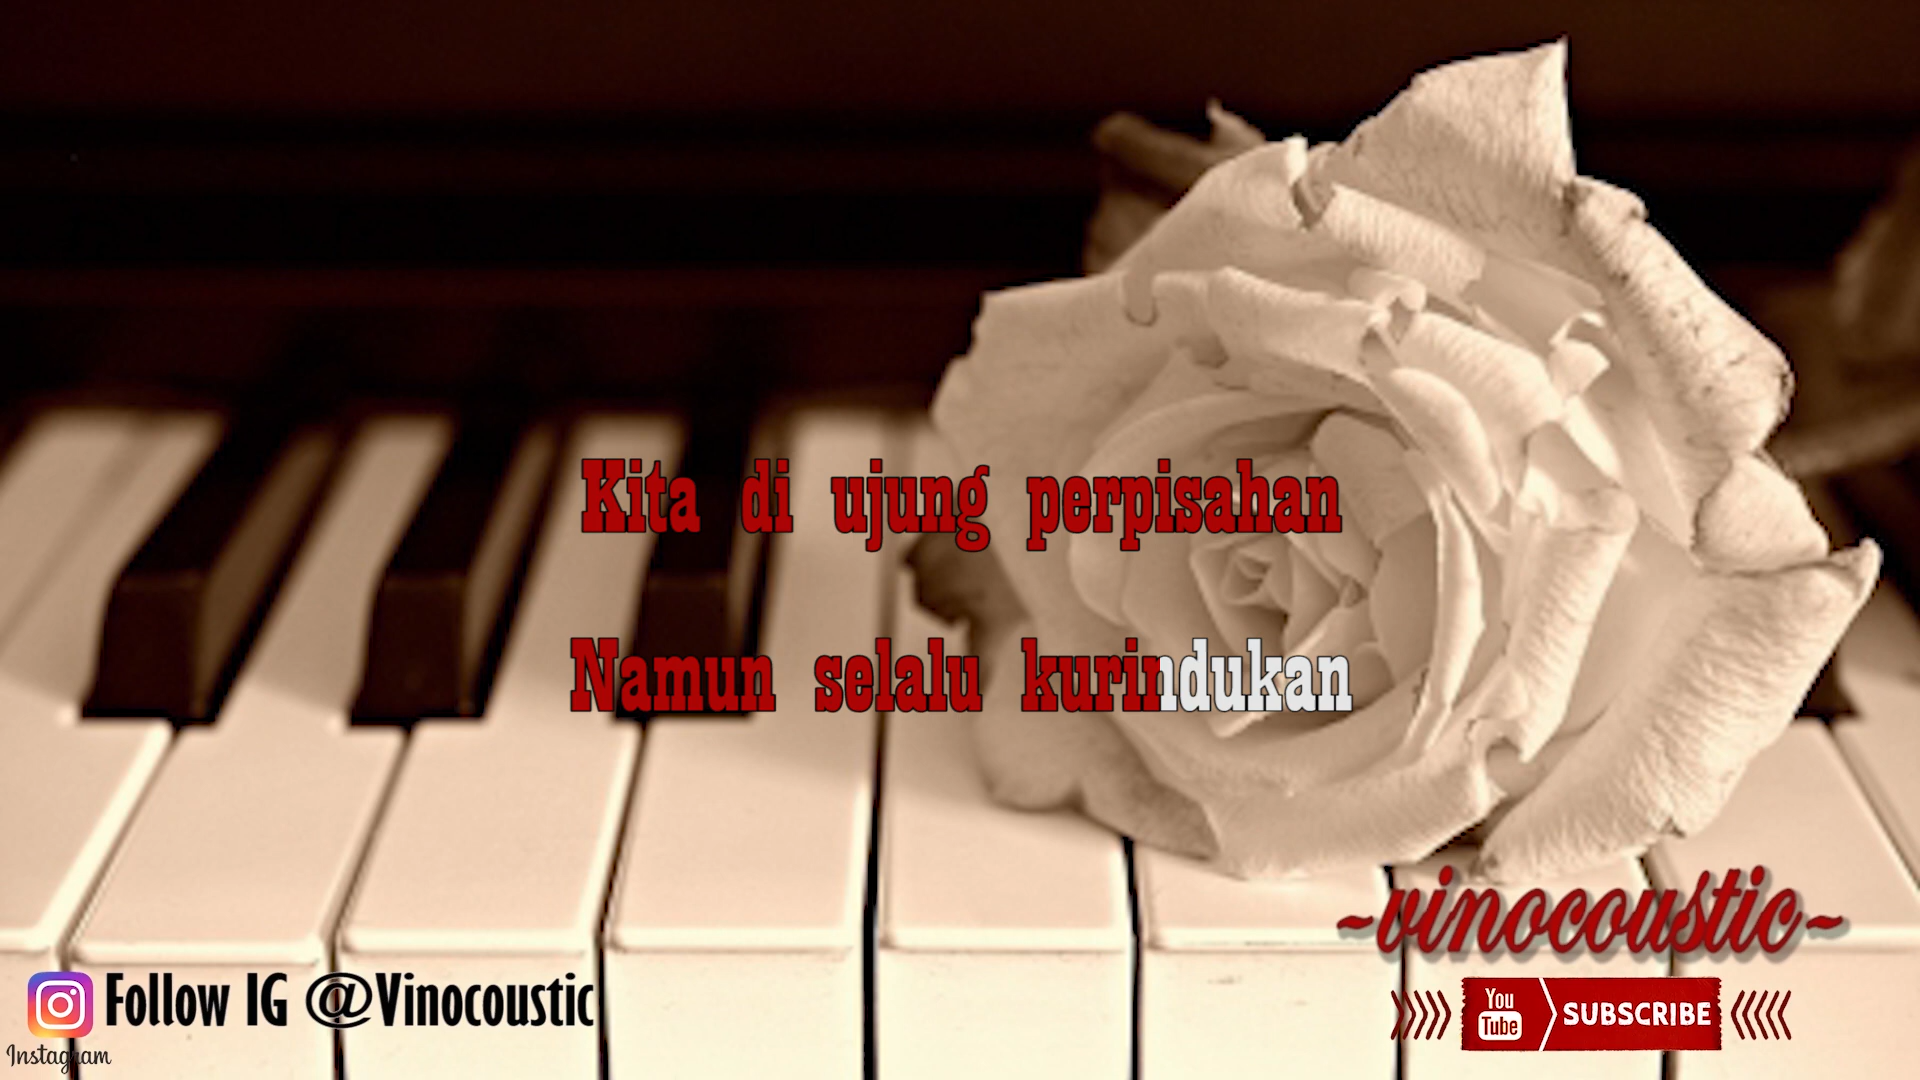 Kita di ujung perpisahan
Namun selalu kurindukan
~vinocoustic~
You
Tube
SUBSCRIBE
Follow IG @Vinocoustic
Instagram